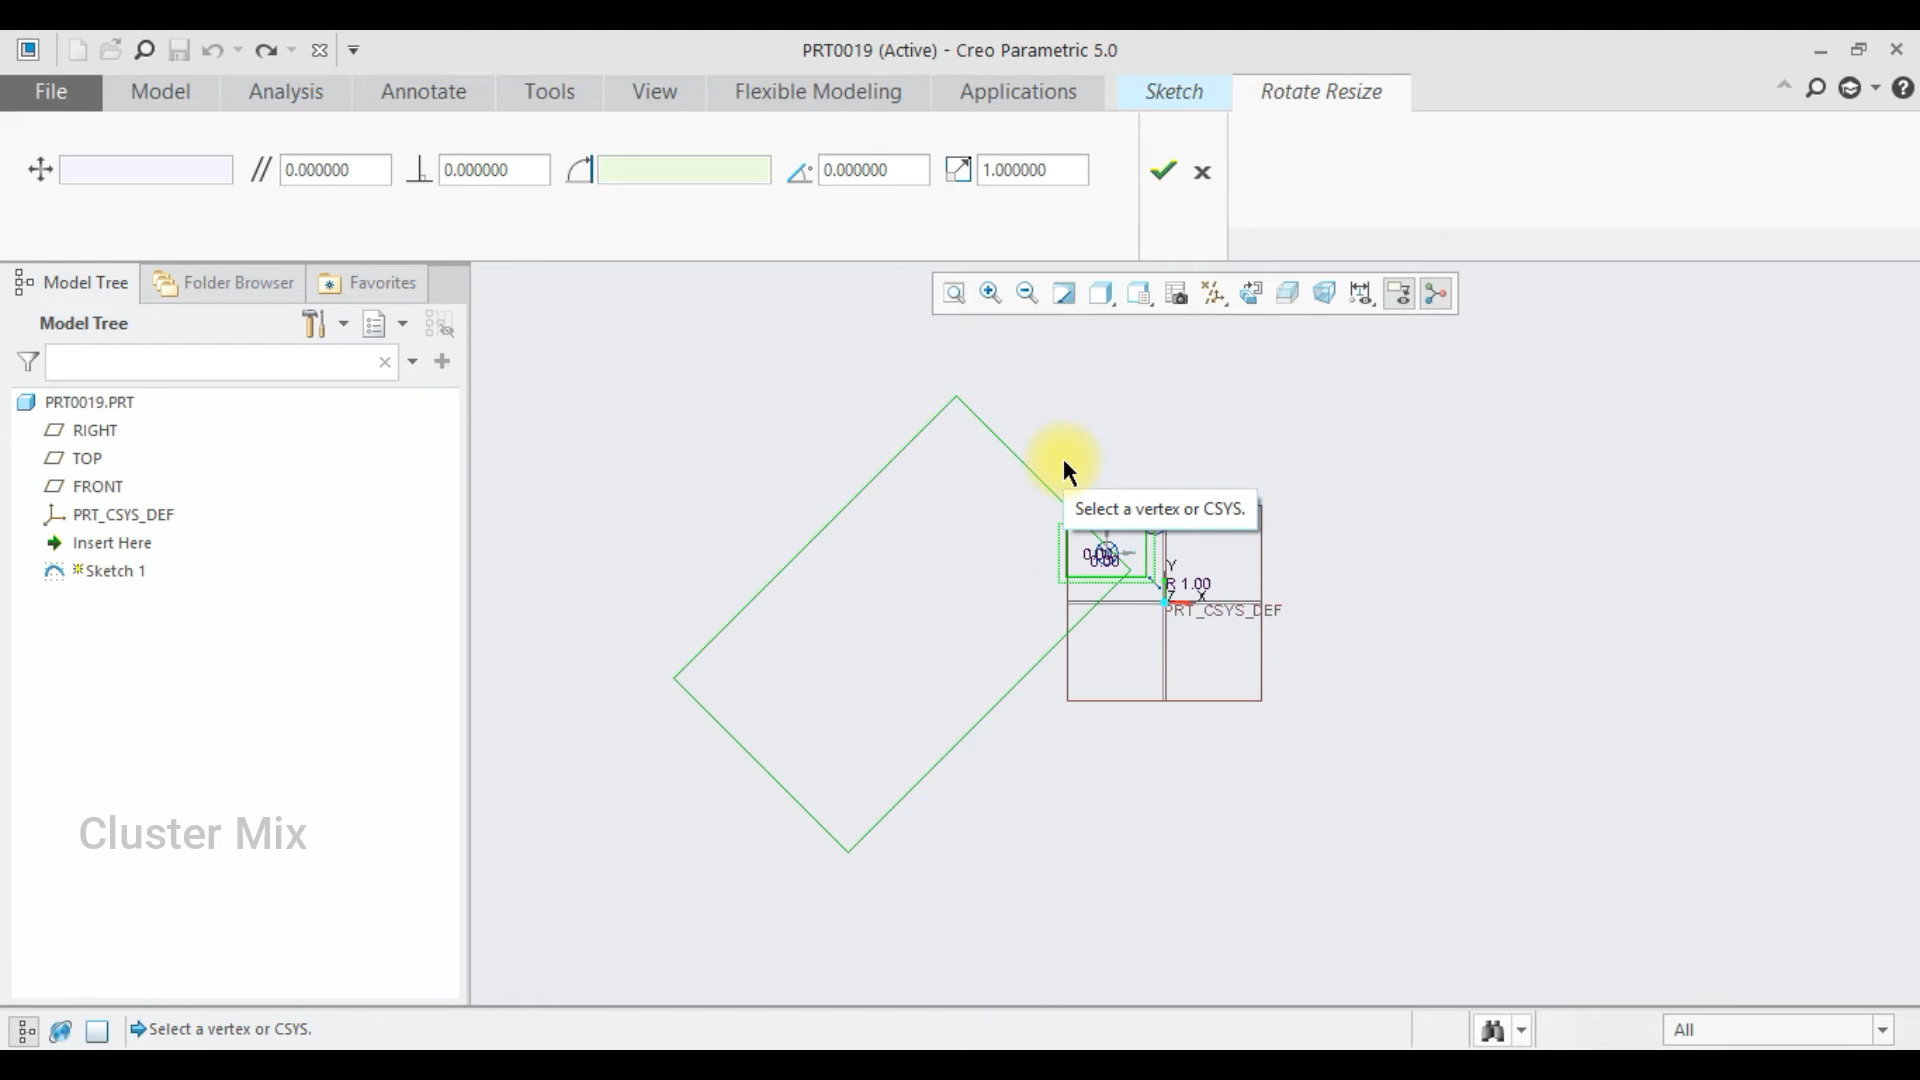 PRT0019 (Active) - Creo Parametric 5.0
File Model Analysis Annotate Tools View Flexible Modeling Applications Sketch Rotate Resize
0.000000 0.000000 0.000000 1.000000
Model Tree Folder Browser Favorites
Model Tree
PRT0019.PRT
RIGHT
TOP
FRONT
PRT_CSYS_DEF
Insert Here
Sketch 1
Select a vertex or CSYS.
0.00
Y
R 1.00
Z X
PRT_CSYS_DEF
Cluster Mix
Select a vertex or CSYS.
All